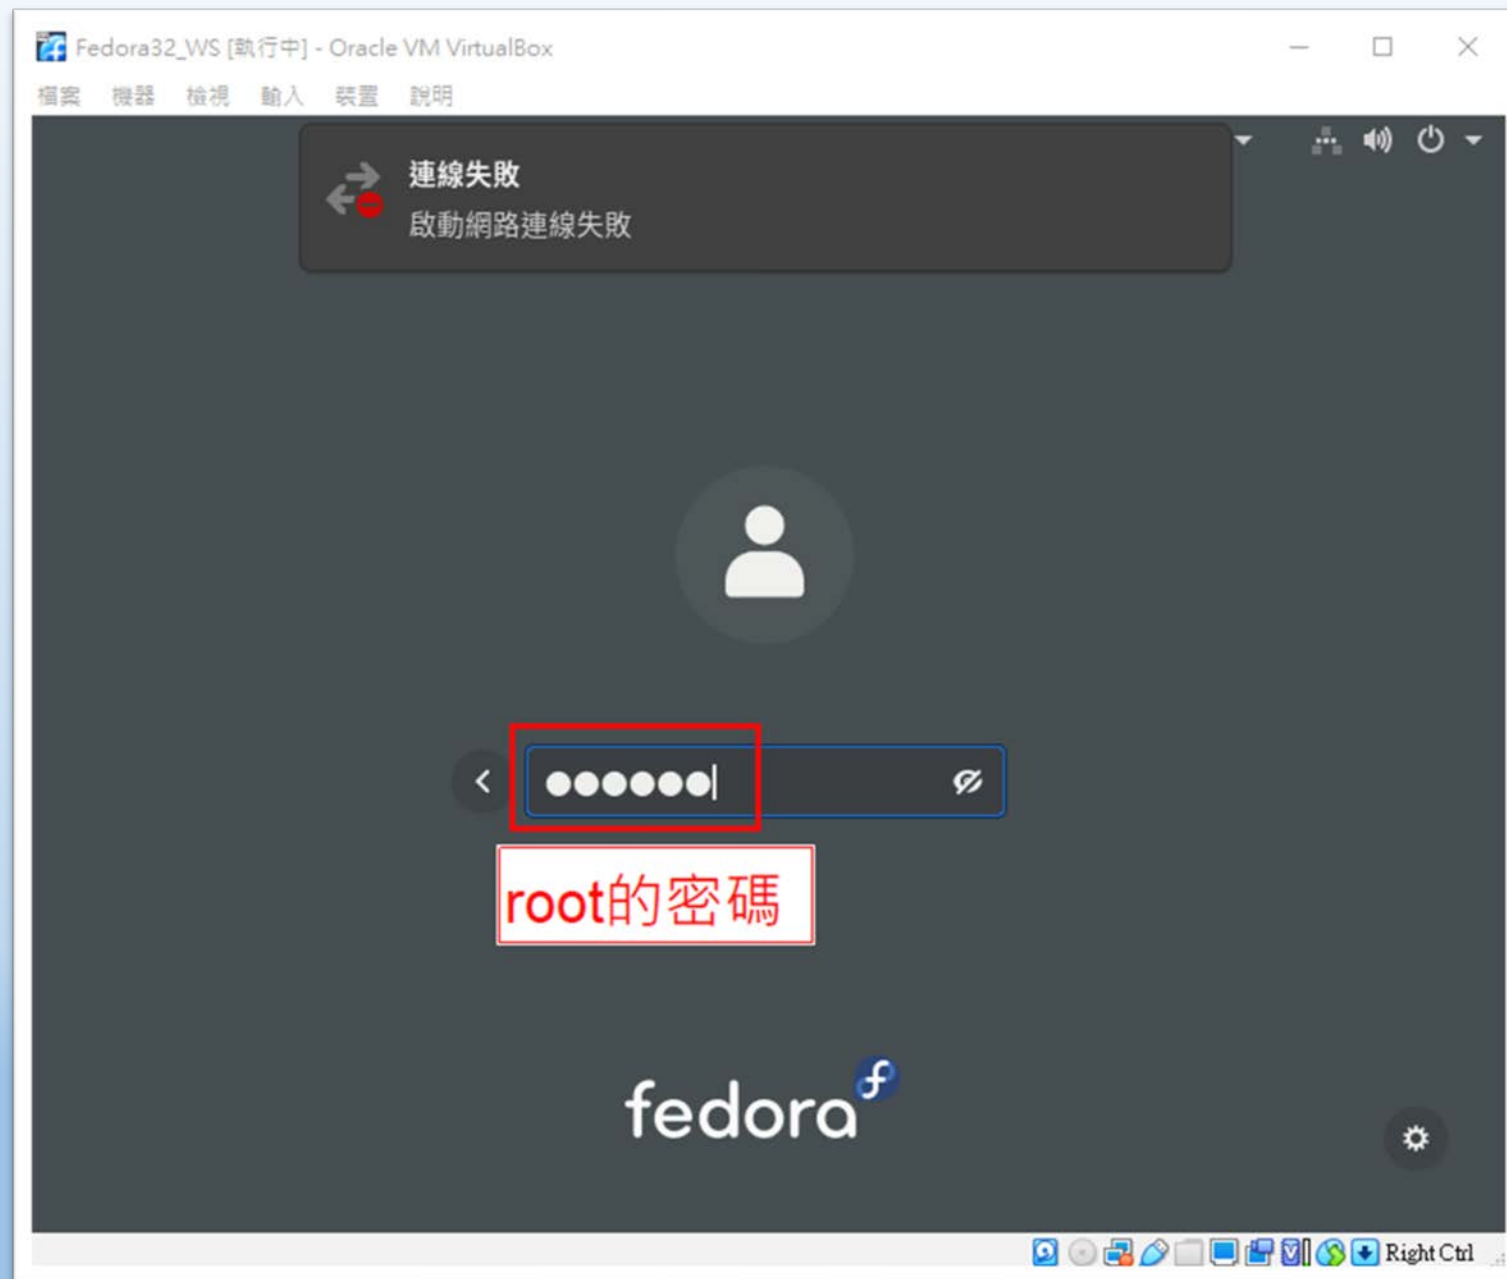 Fedora32_WS [執行中] - Oracle VM VirtualBox
檔案 機器 檢視 輸入 裝置 說明
連線失敗
啟動網路連線失敗
root的密碼
fedora
Right Ctrl